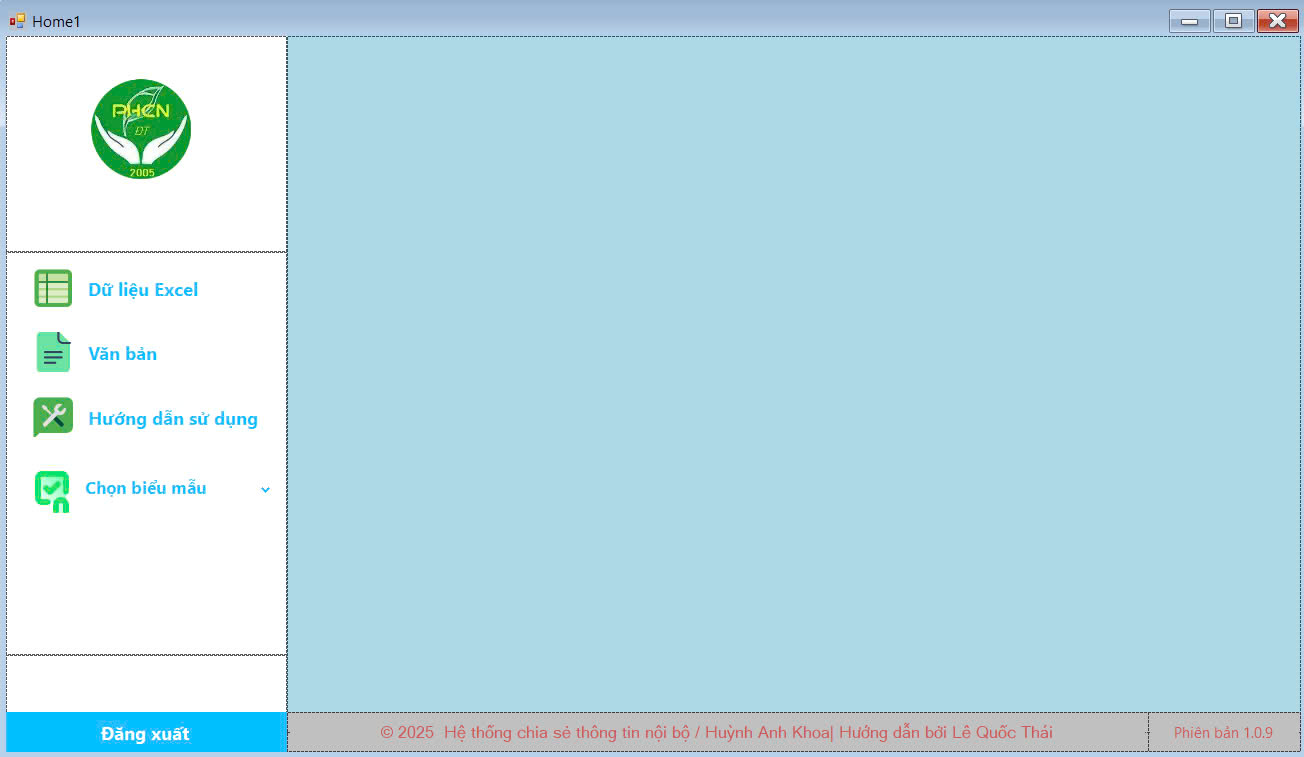 Home1
PHCN
ĐT
2005
Dữ liệu Excel
Văn bản
Hướng dẫn sử dụng
Chọn biểu mẫu
Đăng xuất
© 2025 Hệ thống chia sẻ thông tin nội bộ / Huỳnh Anh Khoa| Hướng dẫn bởi Lê Quốc Thái
Phiên bản 1.0.9